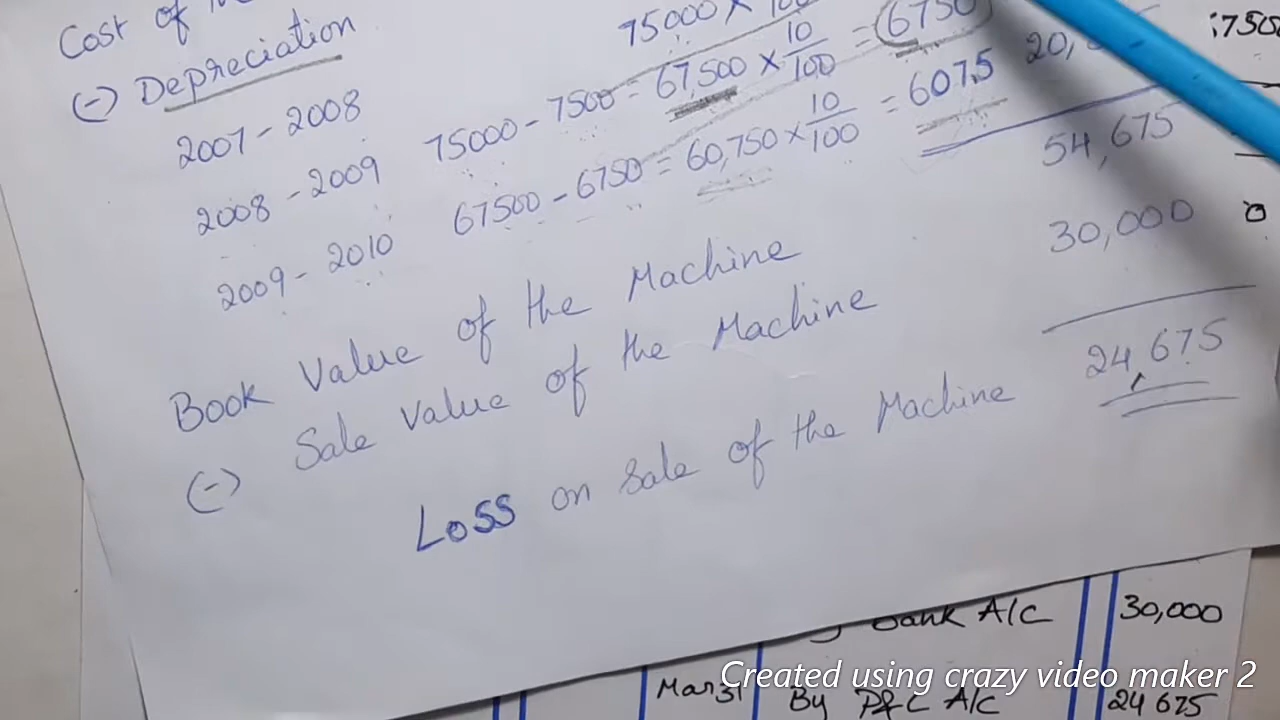 Cost of
(-) Depreciation
2007 - 2008 75000 ×
2008 - 2009 75000 - 7500 = 67,500 × 10/100 = 6750
2009 - 2010 67500 - 6750 = 60,750 × 10/100 = 6075
Book Value of the Machine 54,675
(-) Sale Value of the Machine 30,000
Loss on Sale of the Machine 24,675
Bank A/C 30,000
Mar 31 By P&L A/C 24 675
Created using crazy video maker 2